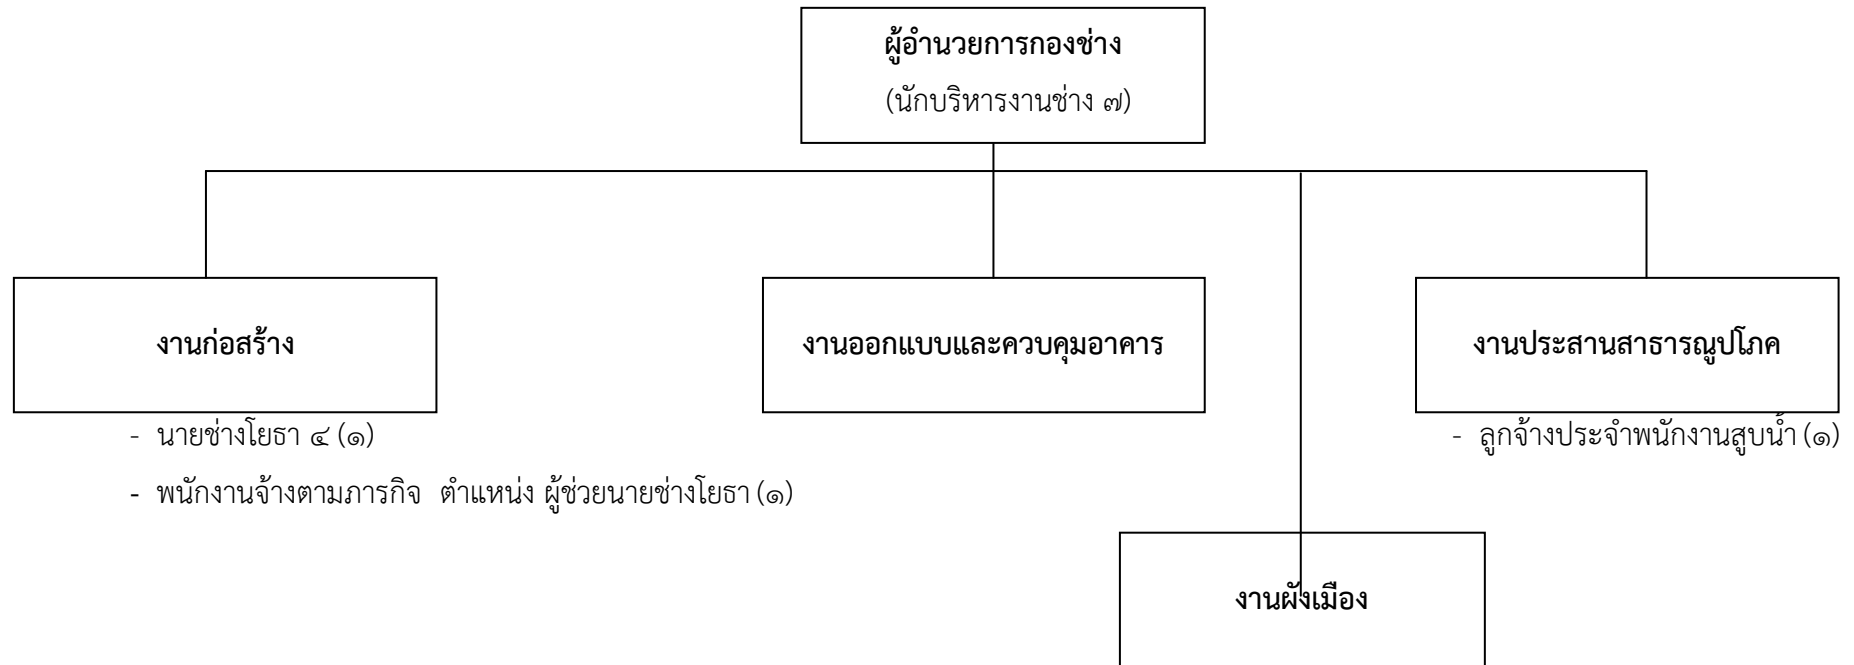 ผู้อำนวยการกองช่าง
(นักบริหารงานช่าง ๗)
งานก่อสร้าง
งานออกแบบและควบคุมอาคาร
งานประสานสาธารณูปโภค
- นายช่างโยธา ๔ (๑)
- ลูกจ้างประจำพนักงานสูบน้ำ (๑)
- พนักงานจ้างตามภารกิจ ตำแหน่ง ผู้ช่วยนายช่างโยธา (๑)
งานผังเมือง